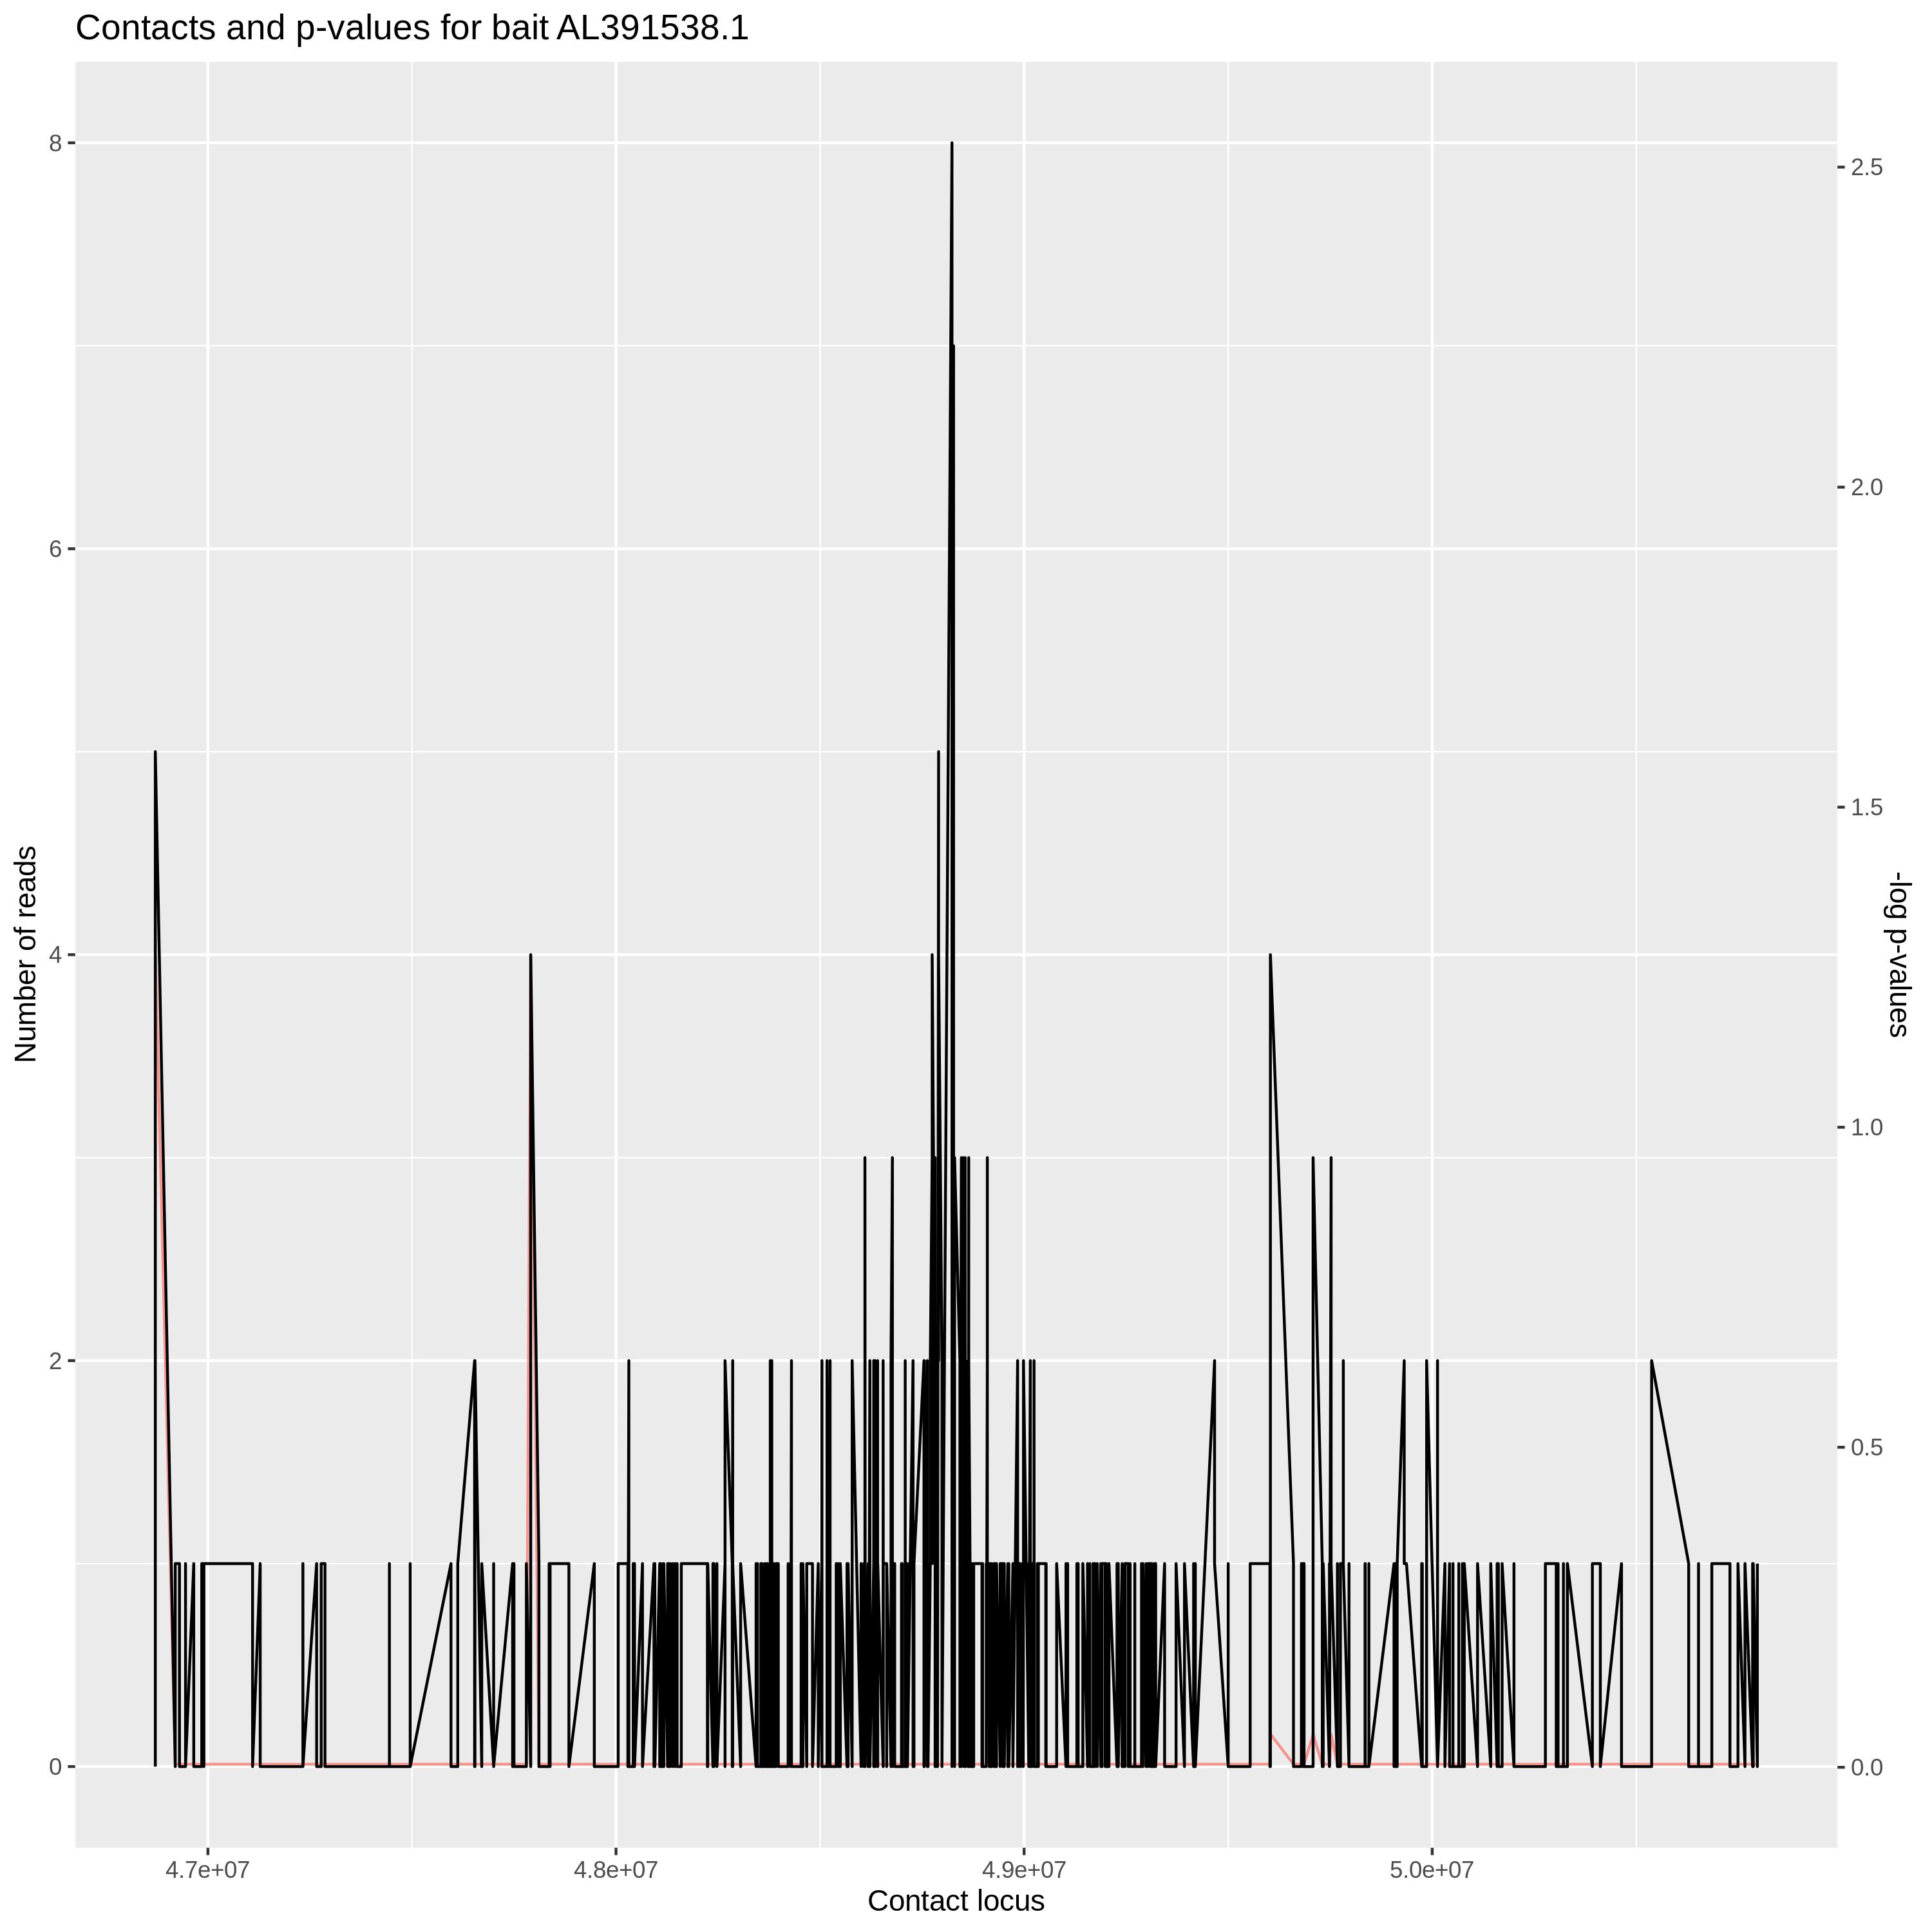 Contacts and p-values for bait AL391538.1
8
6
4
2
0
Number of reads
2.5
2.0
1.5
1.0
0.5
0.0
-log p-values
4.7e+07
4.8e+07
4.9e+07
5.0e+07
Contact locus